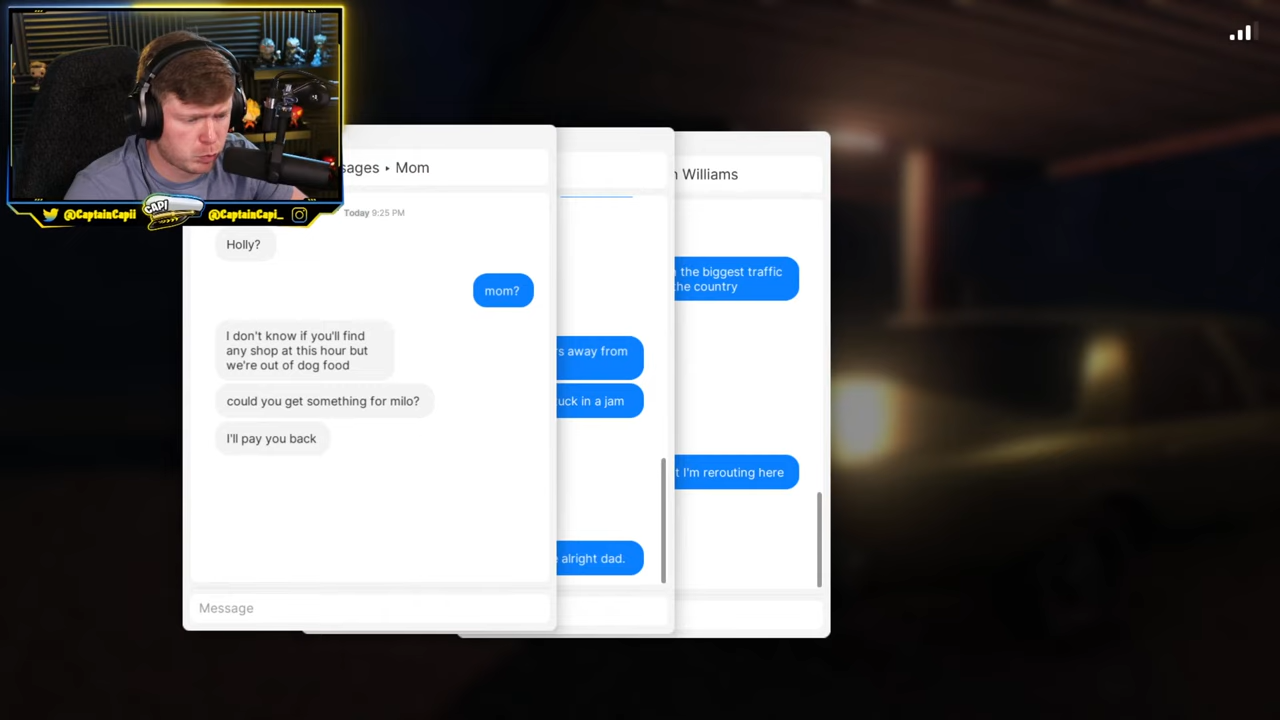 @CaptainCapii
CAPI
@CaptainCapi_
sages ▸ Mom
Today 9:25 PM
Holly?
mom?
I don't know if you'll find
any shop at this hour but
we're out of dog food
could you get something for milo?
I'll pay you back
Message
s away from
uck in a jam
alright dad.
n Williams
the biggest traffic
the country
t I'm rerouting here